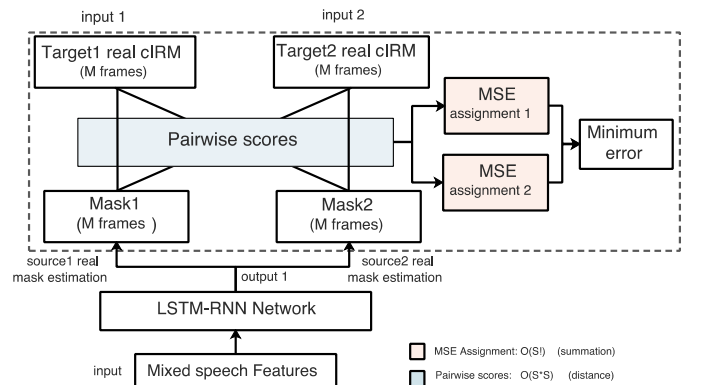 input 1
input 2
Target1 real cIRM
(M frames)
Target2 real cIRM
(M frames)
Pairwise scores
MSE
assignment 1
MSE
assignment 2
Minimum
error
Mask1
(M frames )
Mask2
(M frames)
source1 real
mask estimation
output 1
source2 real
mask estimation
LSTM-RNN Network
input
Mixed speech Features
MSE Assignment: O(S!) (summation)
Pairwise scores: O(S*S) (distance)